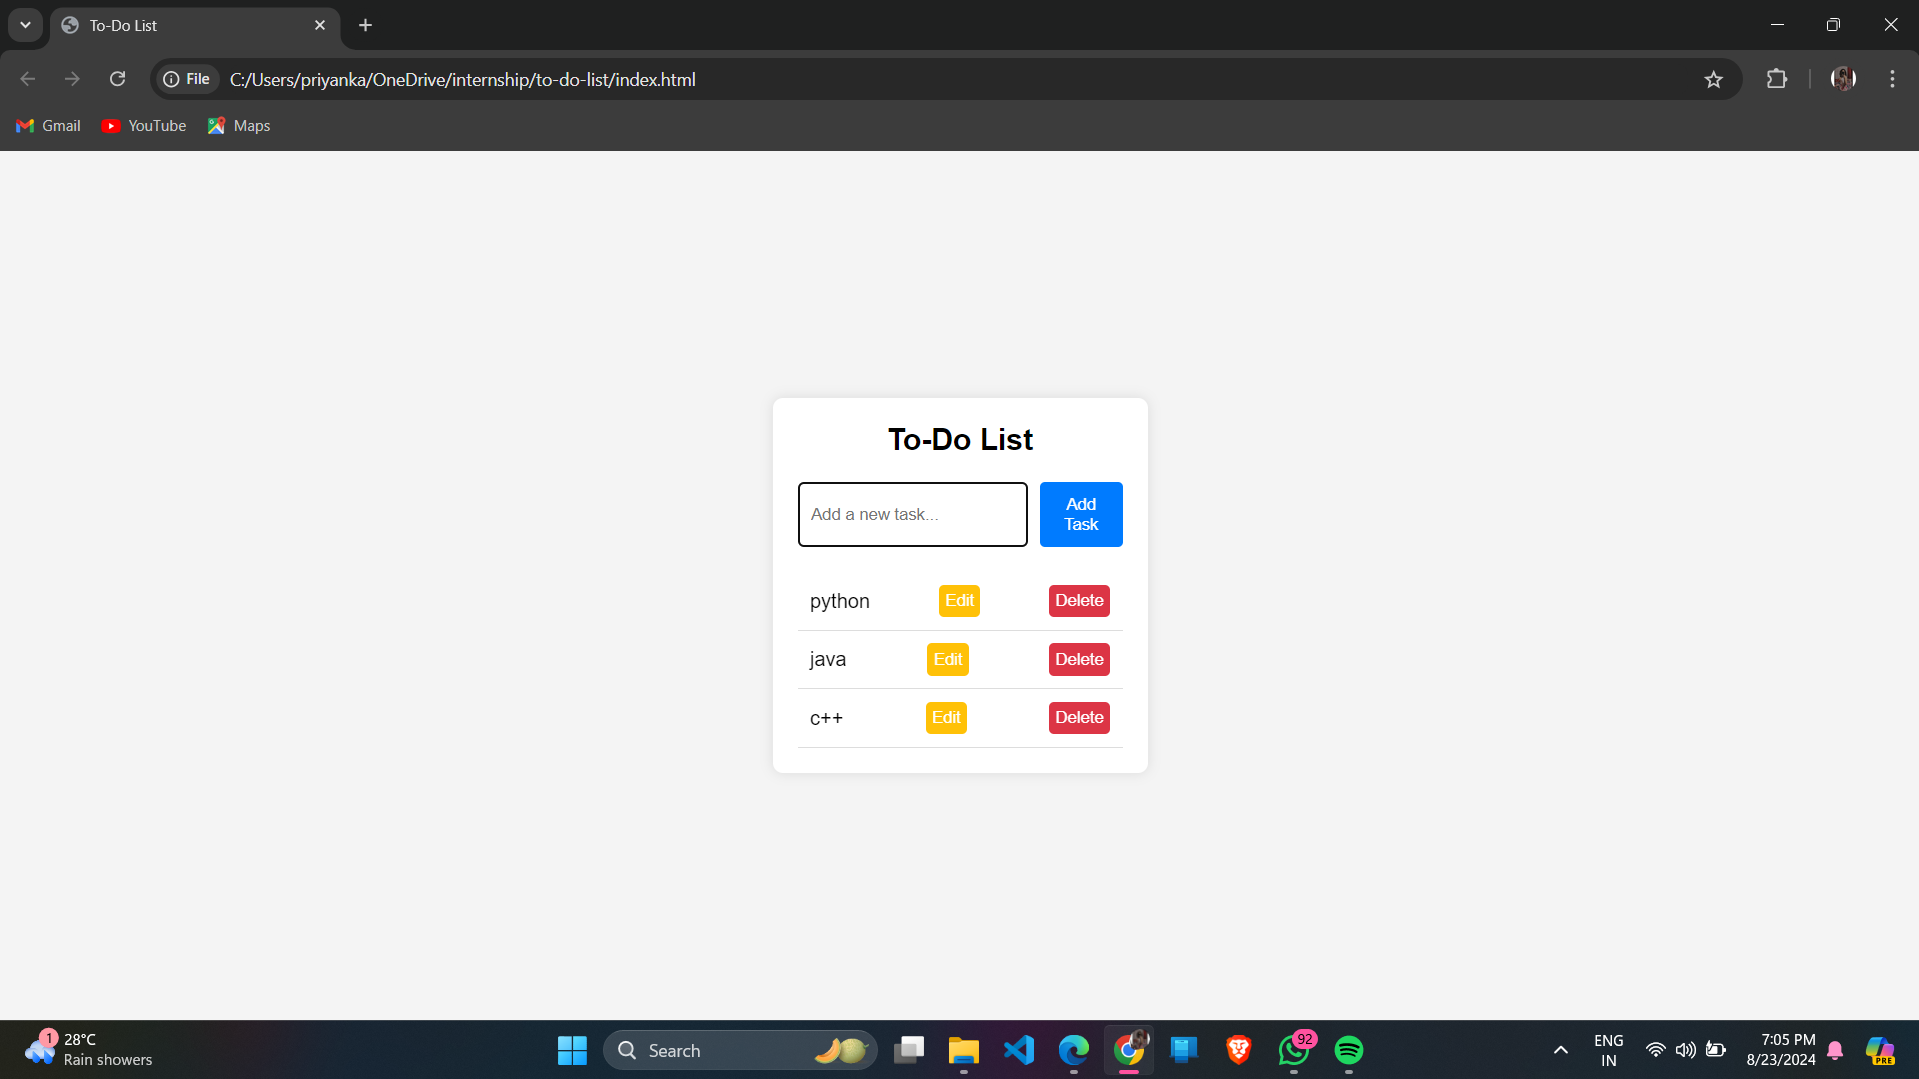 To-Do List
File
C:/Users/priyanka/OneDrive/internship/to-do-list/index.html
Gmail
YouTube
Maps
To-Do List
Add a new task...
Add
Task
python
Edit
Delete
java
Edit
Delete
c++
Edit
Delete
1
28°C
Rain showers
Search
92
ENG
IN
7:05 PM
8/23/2024
PRE